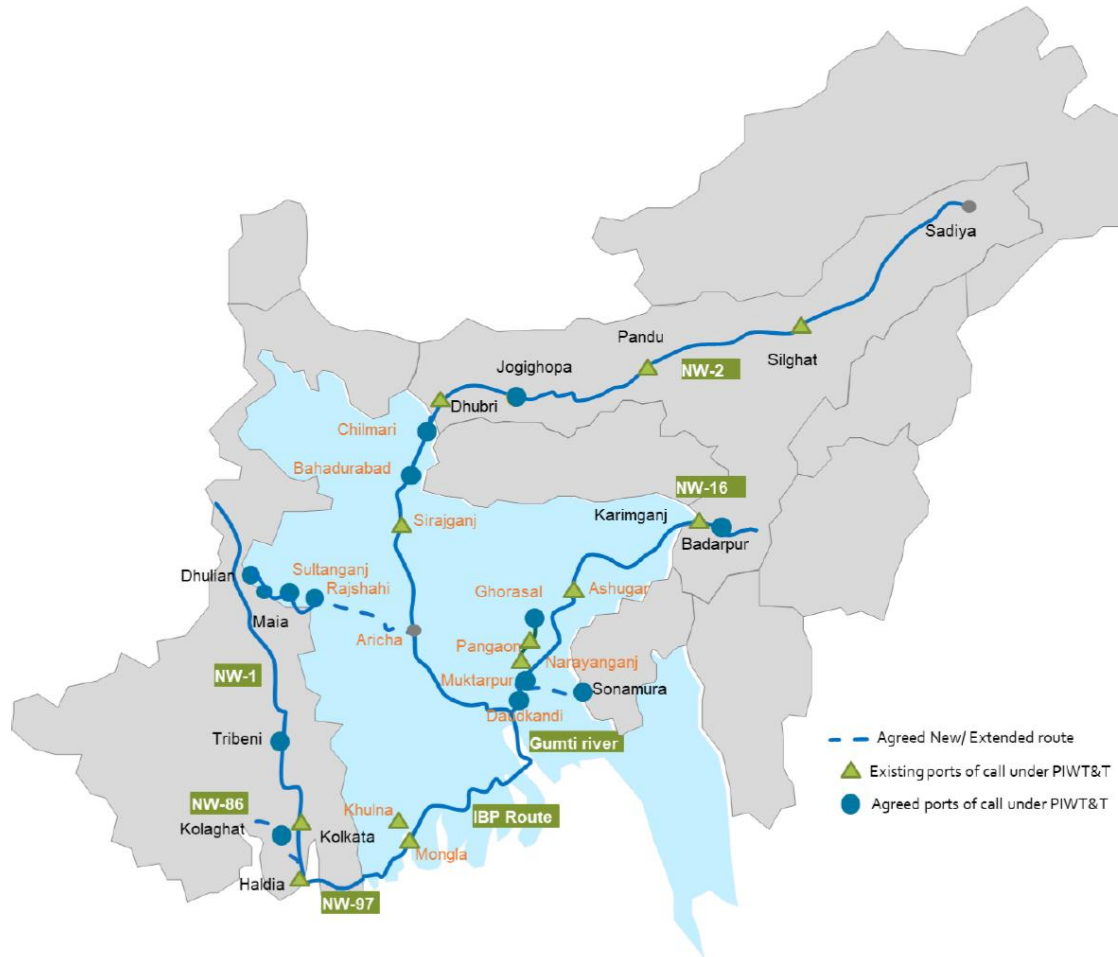 Sadiya
Pandu
Silghat
NW-2
Jogighopa
Dhubri
Chilmari
Bahadurabad
NW-16
Sirajganj
Karimganj
Badarpur
Dhulian
Sultanganj
Rajshahi
Ghorasal
Ashugar
Maia
Aricha
Pangaon
Narayanganj
NW-1
Muktarpur
Sonamura
Daudkandi
Tribeni
Gumti river
Agreed New/ Extended route
Existing ports of call under PIWT&T
Agreed ports of call under PIWT&T
NW-86
Khulna
IBP Route
Kolaghat
Kolkata
Mongla
Haldia
NW-97